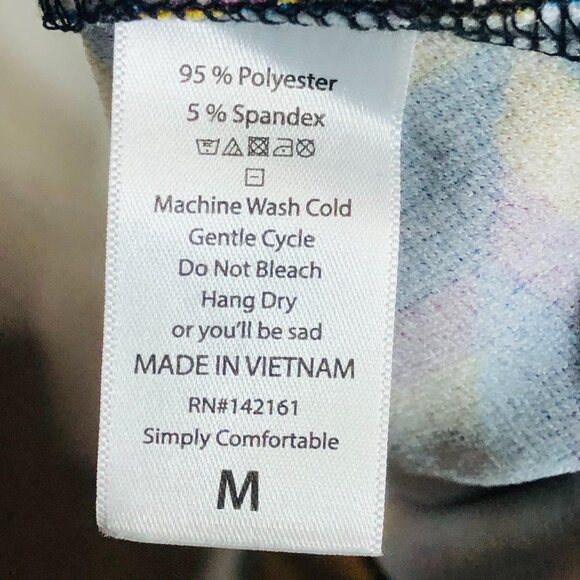 95 % Polyester
5 % Spandex
Machine Wash Cold
Gentle Cycle
Do Not Bleach
Hang Dry
or you'll be sad
MADE IN VIETNAM
RN#142161
Simply Comfortable
M